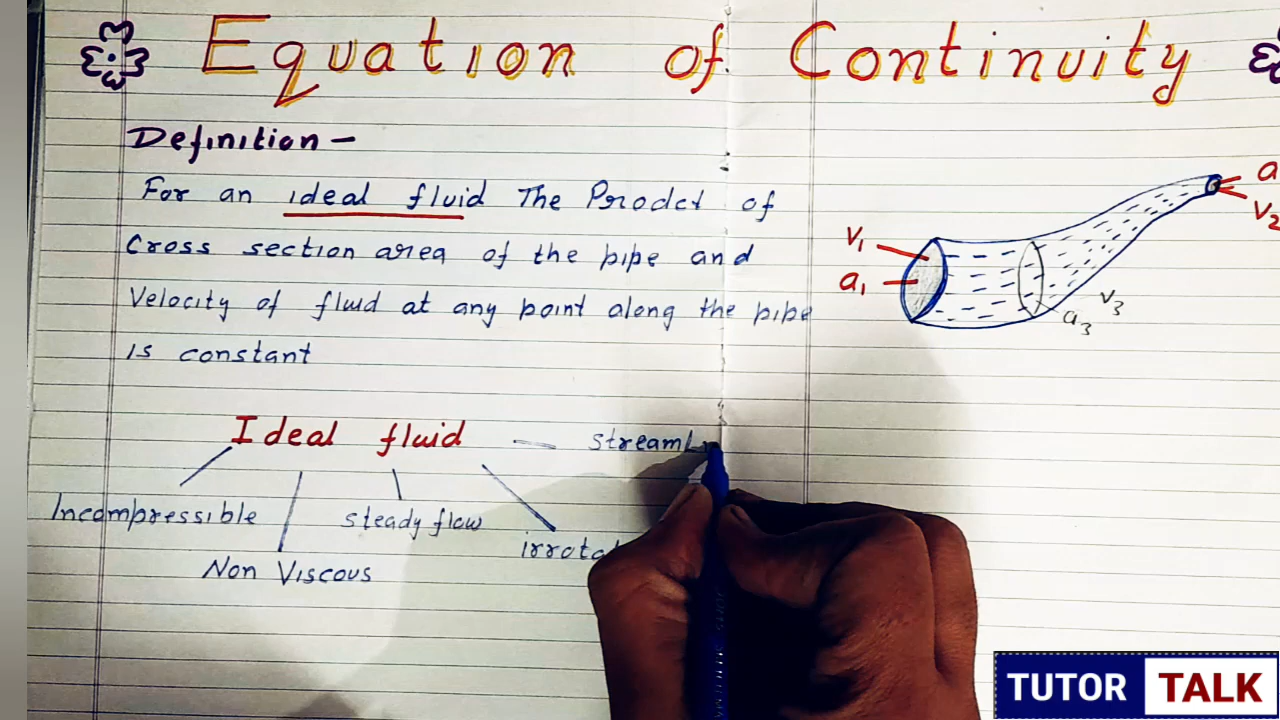 Equation of Continuity
Definition -
For an ideal fluid The Prodct of
Cross section area of the pipe and
Velocity of fluid at any point along the pipe
is constant
V1
a1
a
V2
V3
a3
Ideal fluid
Incompressible
Non Viscous
steady flow
TUTOR TALK